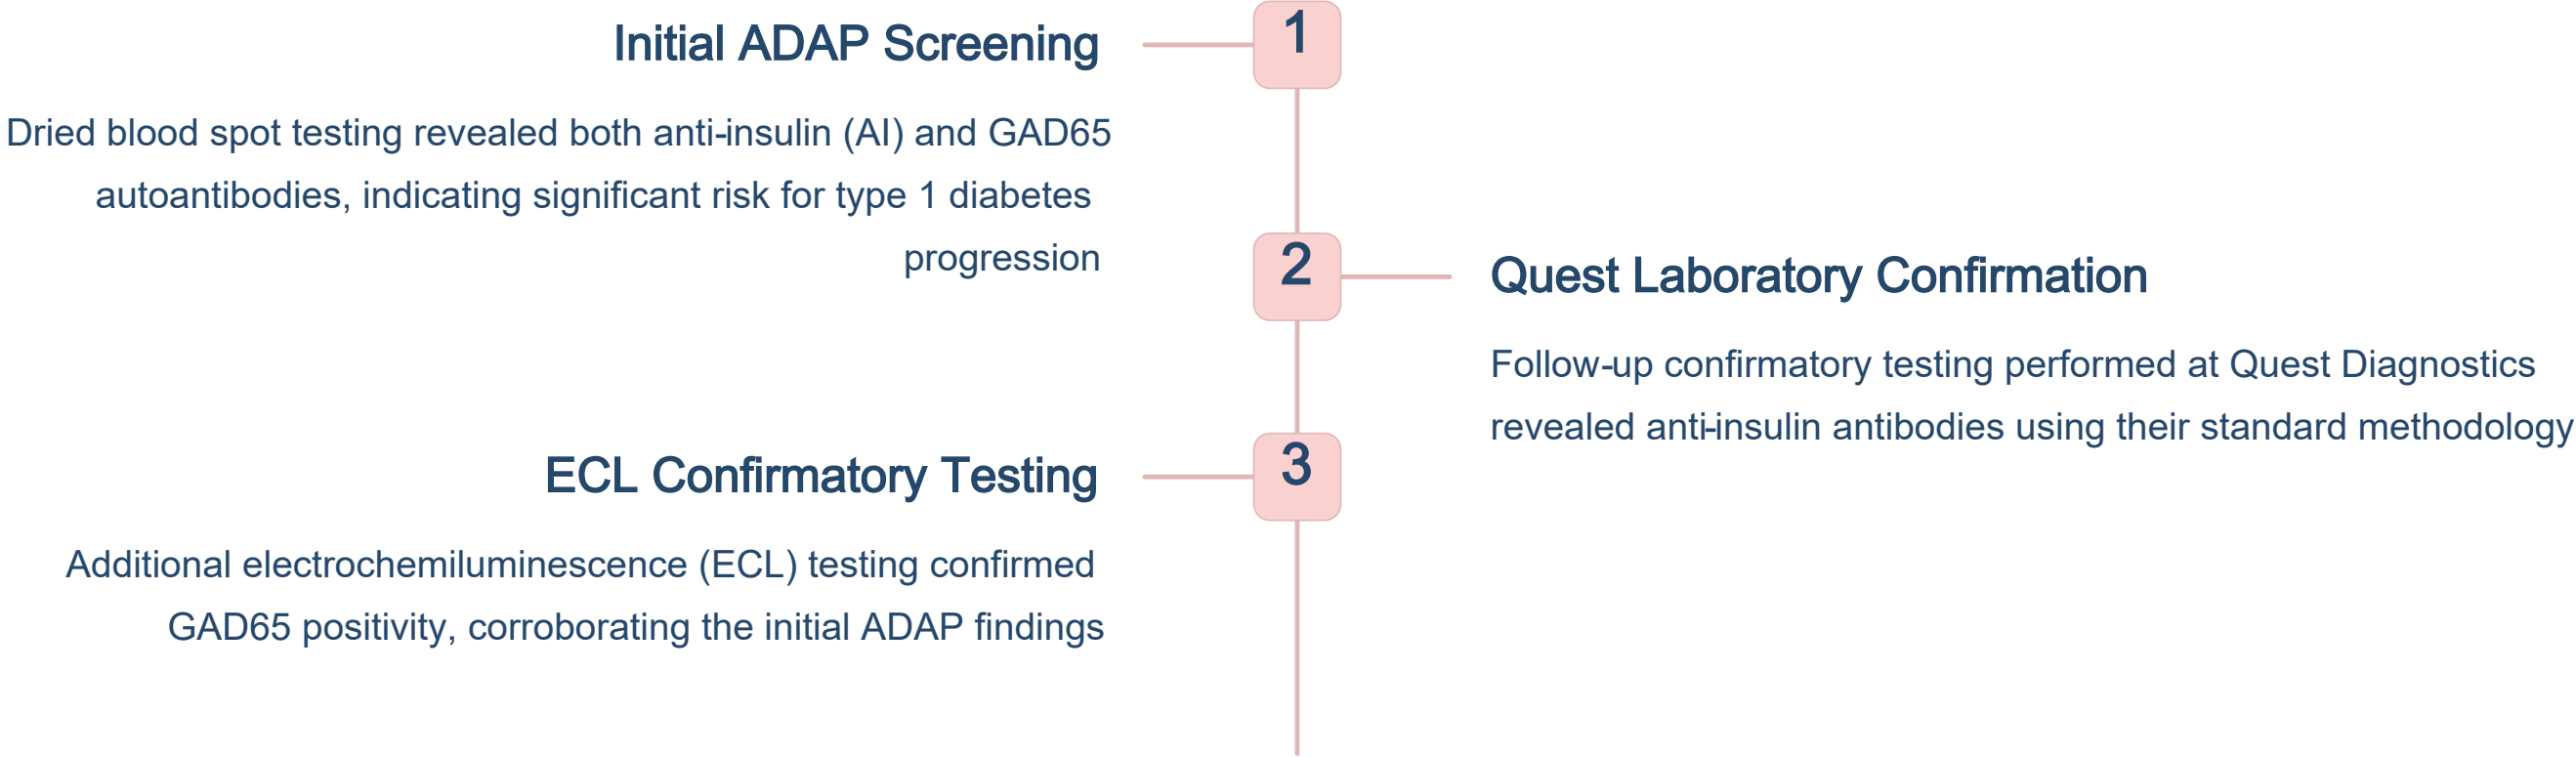 1
Initial ADAP Screening
Dried blood spot testing revealed both anti-insulin (AI) and GAD65
autoantibodies, indicating significant risk for type 1 diabetes
progression
2
Quest Laboratory Confirmation
Follow-up confirmatory testing performed at Quest Diagnostics
revealed anti-insulin antibodies using their standard methodology
3
ECL Confirmatory Testing
Additional electrochemiluminescence (ECL) testing confirmed
GAD65 positivity, corroborating the initial ADAP findings